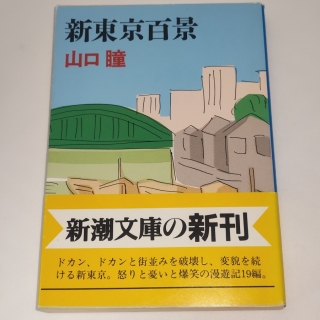 新東京百景
山口 瞳
新潮文庫の新刊
ドカン、ドカンと街並みを破壊し、変貌を続
ける新東京。怒りと憂いと爆笑の漫遊記19編。